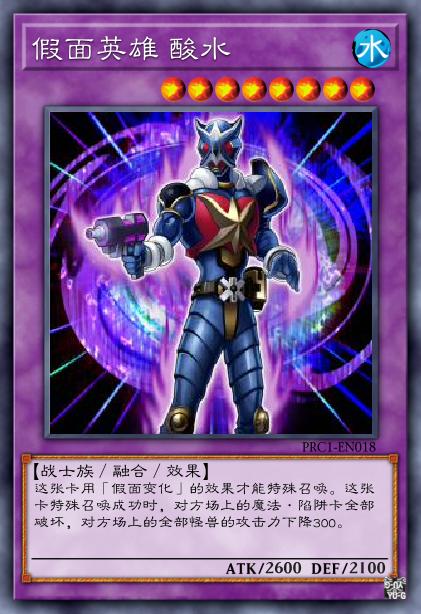 假面英雄 酸水
水
PRC1-EN018
【战士族／融合／效果】
这张卡用「假面变化」的效果才能特殊召唤。这张
卡特殊召唤成功时，对方场上的魔法·陷阱卡全部
破坏，对方场上的全部怪兽的攻击力下降300。
ATK/2600 DEF/2100